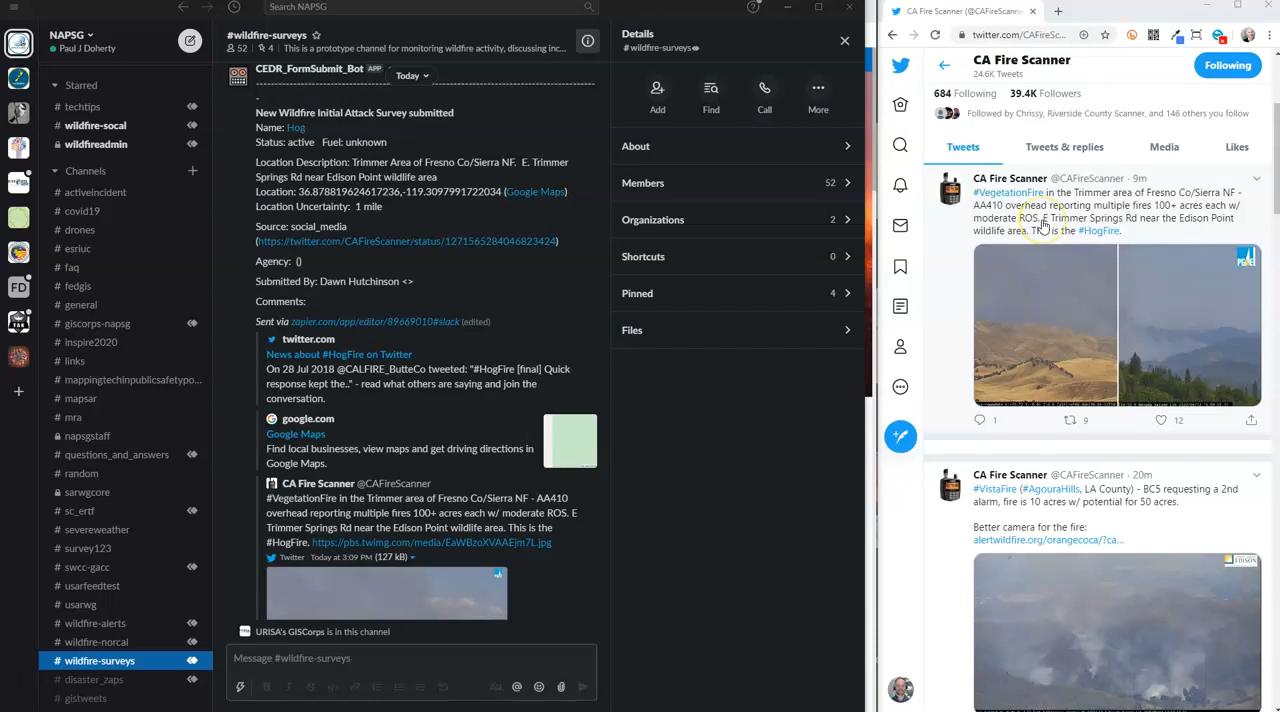 Search NAPSG
NAPSG
Paul J Doherty
Starred
# techtips
# wildfire-socal
wildfireadmin
Channels
# activeincident
# covid19
# drones
# esriuc
# faq
# fedgis
# general
# giscorps-napsg
# inspire2020
# links
# mappingtechinpublicsafetypo...
# mapsar
# mra
napsgstaff
# questions_and_answers
# random
sarwgcore
# sc_ertf
# severeweather
# survey123
# swcc-gacc
# usarfeedtest
# usarwg
# wildfire-alerts
# wildfire-norcal
# wildfire-surveys
# disaster_zaps
# gistweets
FD
#wildfire-surveys
52 | 4 | This is a prototype channel for monitoring wildfire activity, discussing inc...
CEDR_FormSubmit_Bot APP
Today
-
New Wildfire Initial Attack Survey submitted
Name: Hog
Status: active Fuel: unknown
Location Description: Trimmer Area of Fresno Co/Sierra NF. E. Trimmer
Springs Rd near Edison Point wildlife area
Location: 36.878819624617236,-119.3097991722034 (Google Maps)
Location Uncertainty: 1 mile
Source: social_media
(https://twitter.com/CAFireScanner/status/1271565284046823424)
Agency: ()
Submitted By: Dawn Hutchinson <>
Comments:
Sent via zapier.com/app/editor/89669010#slack (edited)
twitter.com
News about #HogFire on Twitter
On 28 Jul 2018 @CALFIRE_ButteCo tweeted: "#HogFire [final] Quick
response kept the.." - read what others are saying and join the
conversation.
google.com
Google Maps
Find local businesses, view maps and get driving directions in
Google Maps.
CA Fire Scanner @CAFireScanner
#VegetationFire in the Trimmer area of Fresno Co/Sierra NF - AA410
overhead reporting multiple fires 100+ acres each w/ moderate ROS. E
Trimmer Springs Rd near the Edison Point wildlife area. This is the
#HogFire. https://pbs.twimg.com/media/EaWBzoXVAAEjm7L.jpg
Twitter Today at 3:09 PM (127 kB)
URISA's GISCorps is in this channel
Message #wildfire-surveys
Details
#wildfire-surveys
Add
Find
Call
More
About
Members 52
Organizations 2
Shortcuts 0
Pinned 4
Files
CA Fire Scanner (@CAFireScanne
twitter.com/CAFireSc...
CA Fire Scanner
24.6K Tweets
Following
684 Following 39.4K Followers
Followed by Chrissy, Riverside County Scanner, and 146 others you follow
Tweets
Tweets & replies
Media
Likes
CA Fire Scanner @CAFireScanner · 9m
#VegetationFire in the Trimmer area of Fresno Co/Sierra NF -
AA410 overhead reporting multiple fires 100+ acres each w/
moderate ROS. E Trimmer Springs Rd near the Edison Point
wildlife area. This is the #HogFire.
1
9
12
CA Fire Scanner @CAFireScanner · 20m
#VistaFire (#AgouraHills, LA County) - BC5 requesting a 2nd
alarm, fire is 10 acres w/ potential for 50 acres.
Better camera for the fire:
alertwildfire.org/orangecoca/?ca...
EDISON